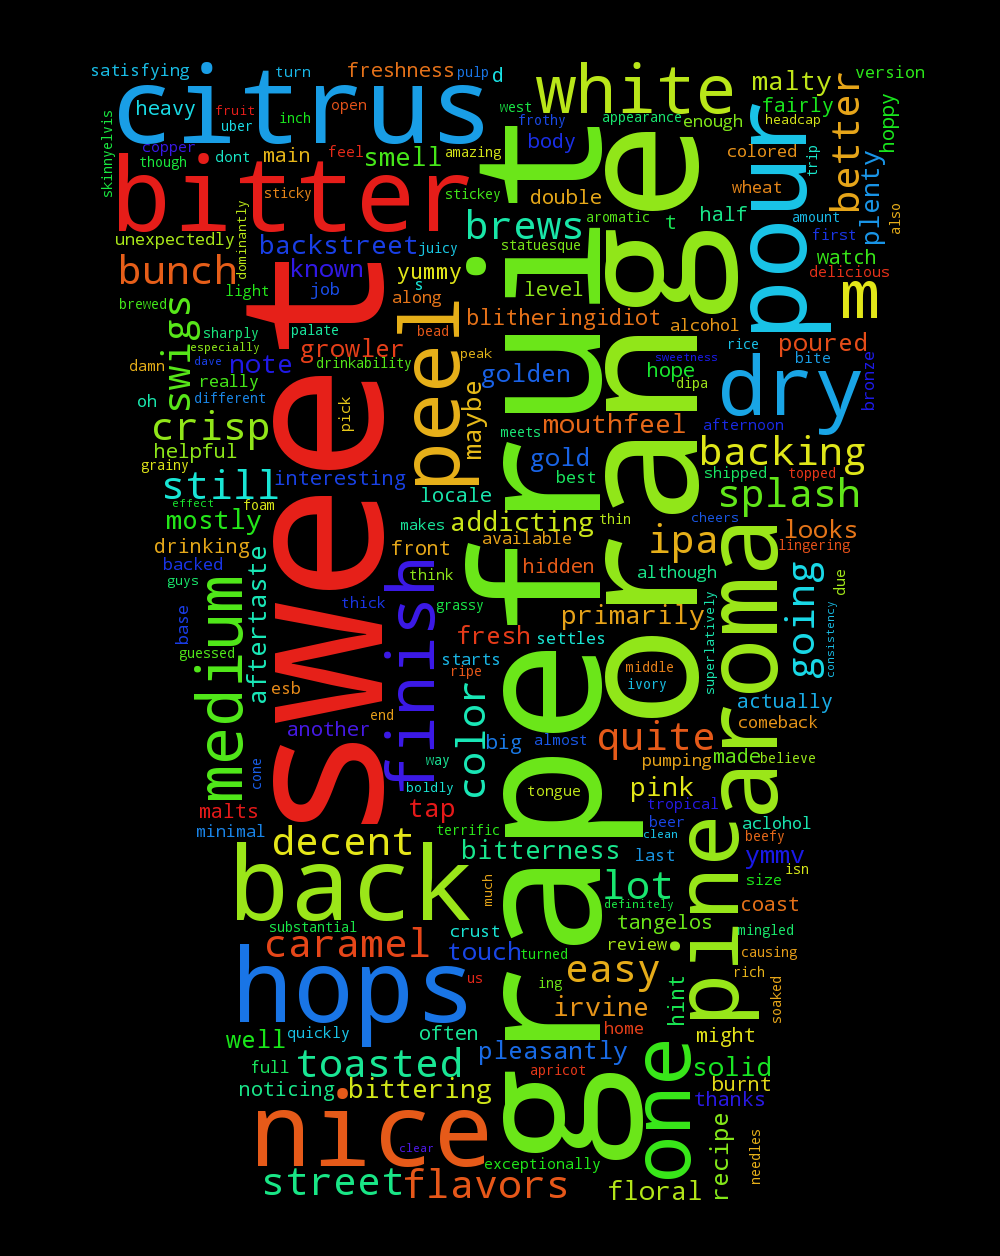 satisfying
turn
freshness
pulp
d
white
malty
version
citrus
heavy
fruit
uber
inch
open
west
frothy
appearance
enough
fairly
headcap
better
hoppy
skinnyelvis
copper
though
dont
main
feel
smell
amazing
body
colored
trip
plenty
bitter
sticky
stickey
double
wheat
pour
unexpectedly
dominantly
backstreet
juicy
brews
aromatic
statuesque
t
half
amount
first
also
watch
delicious
bunch
known
job
yummy
s
along
level
m
light
brewed
swigs
sharply
palate
bead
blitheringidiot
alcohol
rice
poured
bite
especially
dave
note
growler
drinkability
peel
peak
golden
sweetness
hope
dipa
dry
bronze
damn
really
different
oh
pick
maybe
grapefruit
orange
sweet
crisp
helpful
grainy
meets
mouthfeel
afternoon
backing
still
interesting
gold
best
shipped
topped
splash
effect
foam
locale
mostly
makes
addicting
thin
cheers
available
ipa
looks
lingering
drinking
front
backed
guys
aftertaste
think
hidden
although
going
due
medium
finish
thick
grassy
primarily
base
guessed
fresh
settles
superlatively
consistency
starts
ripe
middle
ivory
esb
end
color
pineapple
aroma
actually
comeback
another
big
almost
quite
way
pumping
made
believe
cone
boldly
tongue
pink
malts
tap
tropical
minimal
terrific
beer
clean
aclohol
beefy
decent
bitterness
last
ymmv
isn
back
much
lot
definitely
size
coast
substantial
crust
tangelos
mingled
caramel
touch
turned
review
causing
hops
us
easy
rich
ing
irvine
hint
soaked
well
quickly
often
home
might
pleasantly
full
toasted
apricot
solid
noticing
bittering
one
burnt
thanks
nice
clear
recipe
needles
exceptionally
street
flavors
floral